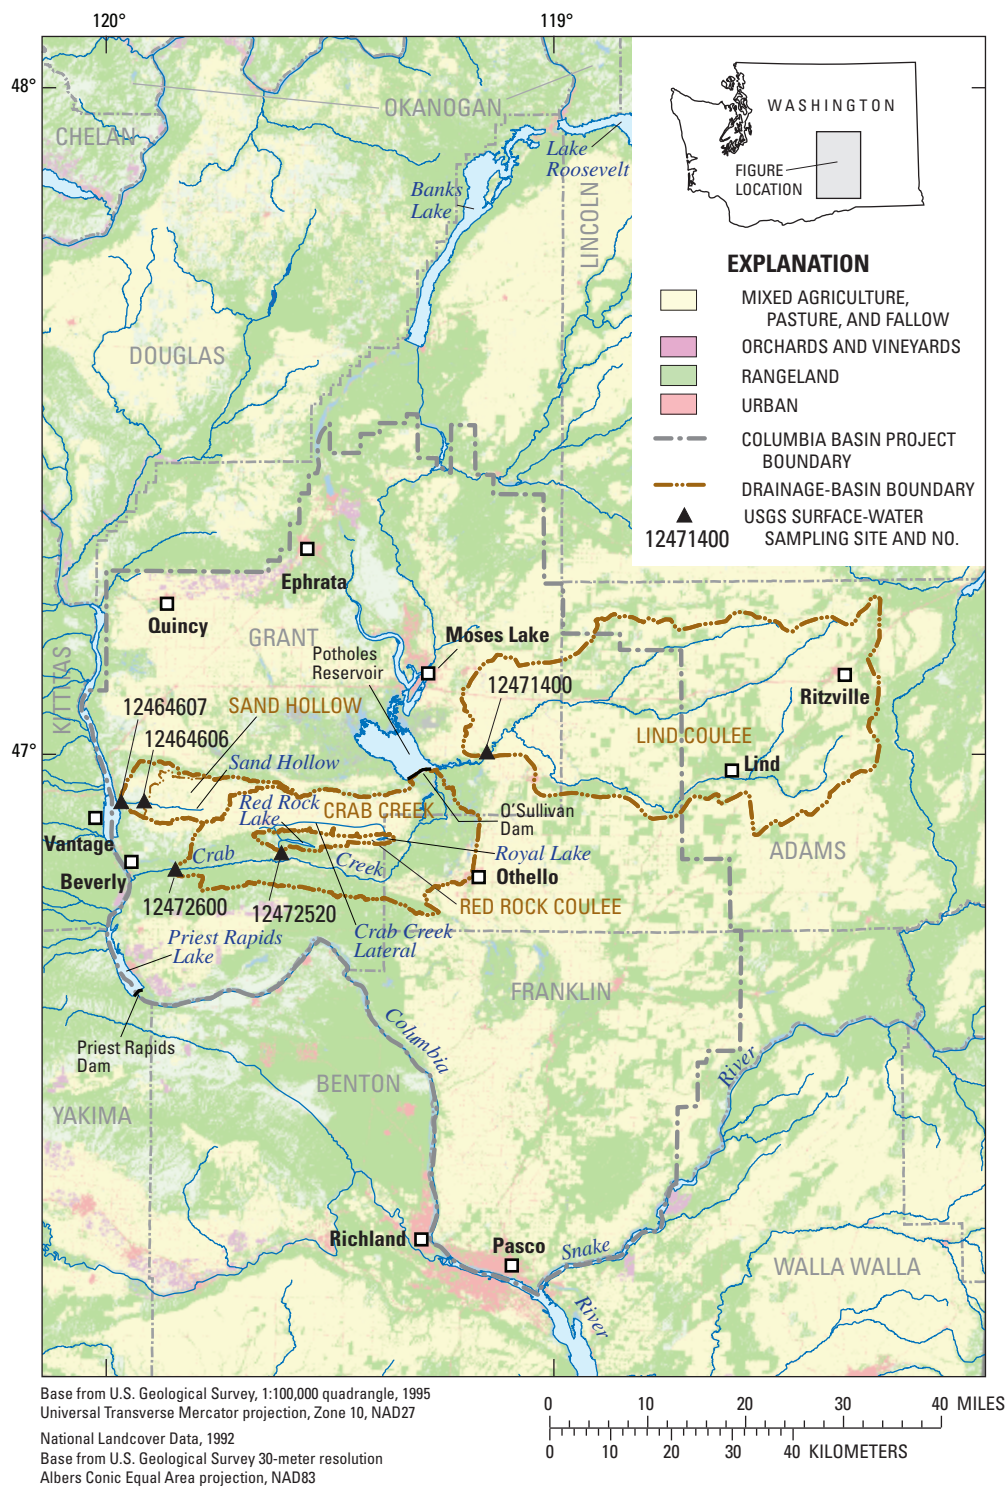 120°
119°
48°
47°
OKANOGAN
CHELAN
Lake
Roosevelt
Banks
Lake
LINCOLN
DOUGLAS
WASHINGTON
FIGURE
LOCATION
EXPLANATION
MIXED AGRICULTURE,
PASTURE, AND FALLOW
ORCHARDS AND VINEYARDS
RANGELAND
URBAN
COLUMBIA BASIN PROJECT
BOUNDARY
DRAINAGE-BASIN BOUNDARY
12471400
USGS SURFACE-WATER
SAMPLING SITE AND NO.
Ephrata
Quincy
GRANT
KITTITAS
Moses Lake
Potholes
Reservoir
12471400
Ritzville
12464607
SAND HOLLOW
12464606
LIND COULEE
Sand Hollow
Lind
Red Rock
Lake
CRAB CREEK
O'Sullivan
Dam
Vantage
Crab
Creek
Royal Lake
ADAMS
Beverly
Othello
12472600
12472520
RED ROCK COULEE
Priest Rapids
Lake
Crab Creek
Lateral
FRANKLIN
Columbia
Priest Rapids
Dam
BENTON
River
YAKIMA
Richland
Pasco
Snake
WALLA WALLA
River
Base from U.S. Geological Survey, 1:100,000 quadrangle, 1995
Universal Transverse Mercator projection, Zone 10, NAD27
National Landcover Data, 1992
Base from U.S. Geological Survey 30-meter resolution
Albers Conic Equal Area projection, NAD83
0 10 20 30 40 MILES
0 10 20 30 40 KILOMETERS